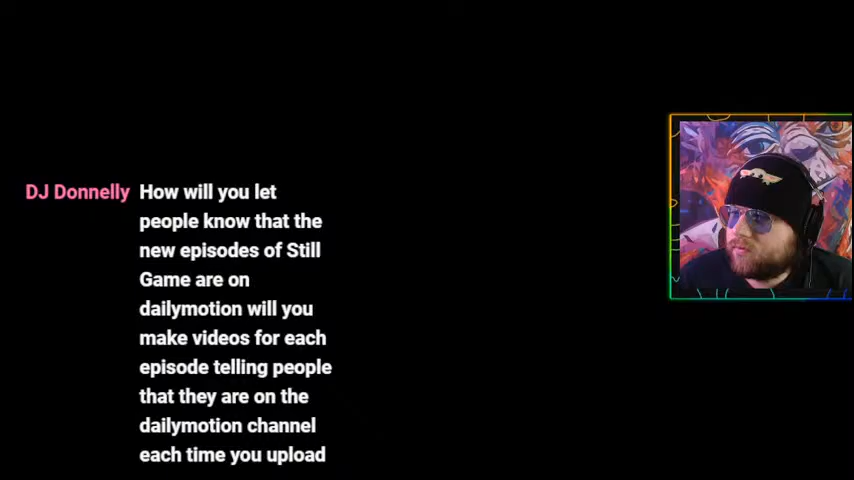 DJ Donnelly How will you let
people know that the
new episodes of Still
Game are on
dailymotion will you
make videos for each
episode telling people
that they are on the
dailymotion channel
each time you upload